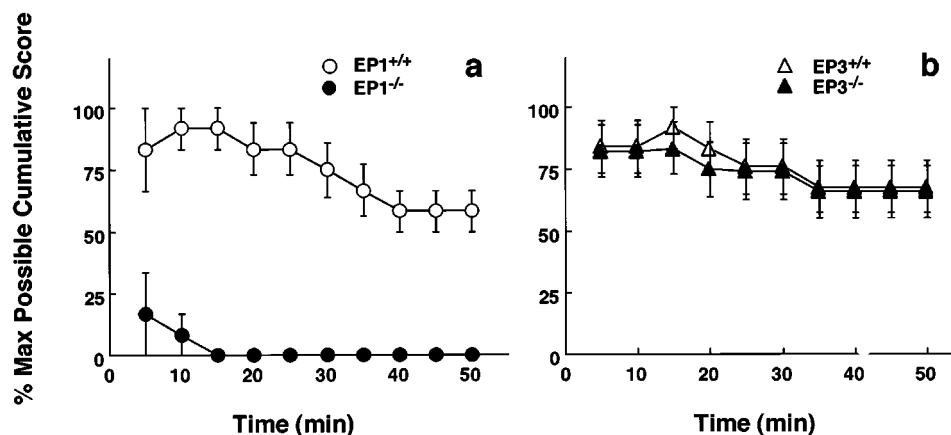 % Max Possible Cumulative Score
EP1+/+
EP1-/-
a
100
75
50
25
0
0 10 20 30 40 50
Time (min)
EP3+/+
EP3-/-
b
100
75
50
25
0
0 10 20 30 40 50
Time (min)